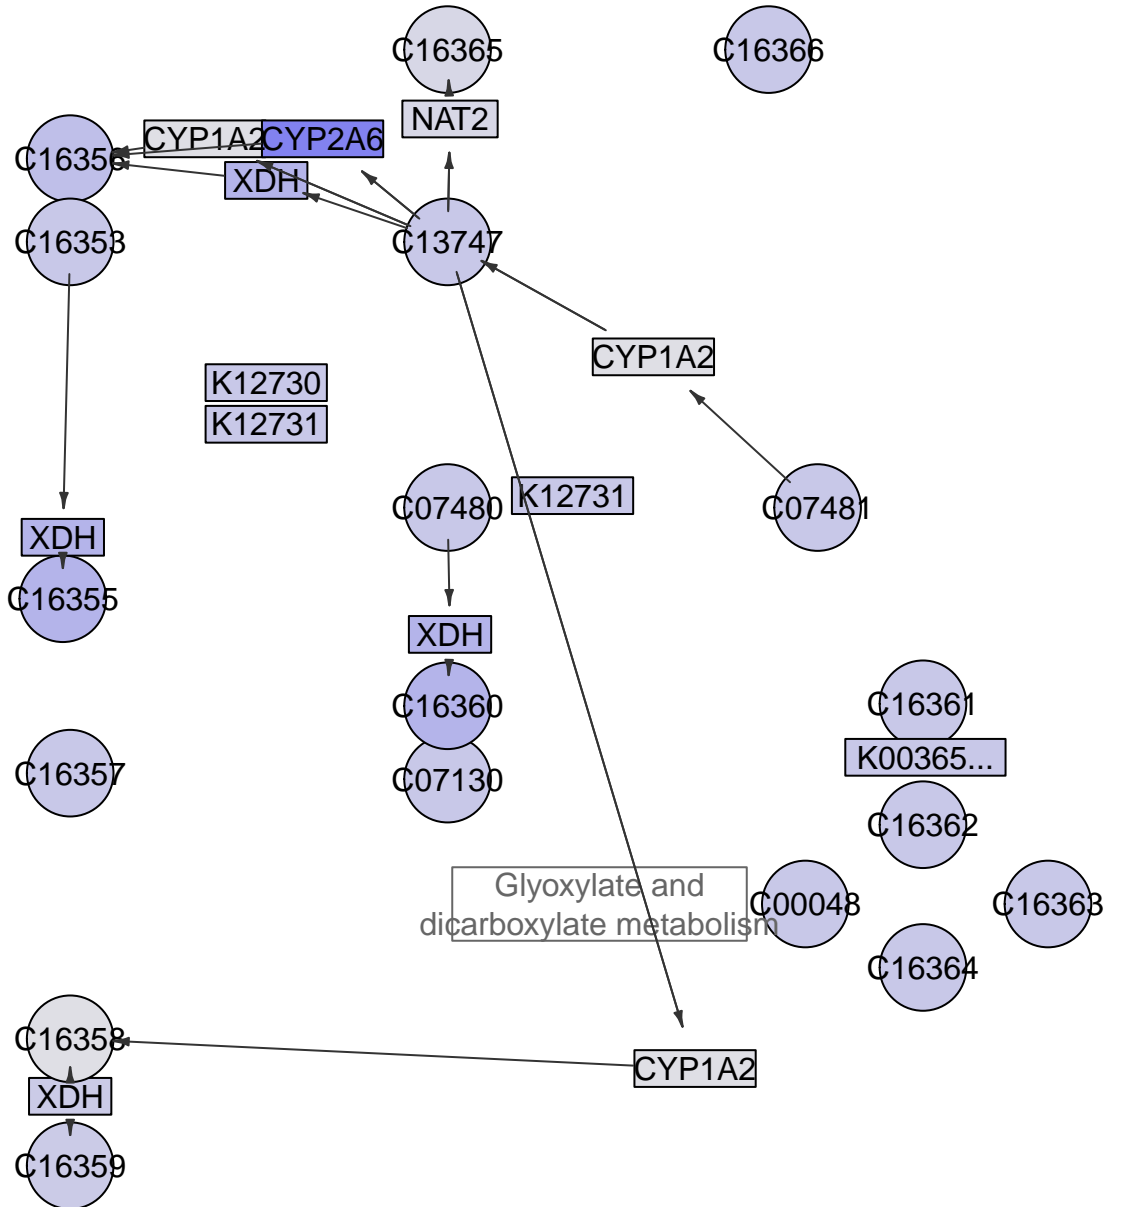 C16365
C16366
NAT2
CYP1A2
CYP2A6
C16356
XDH
C16353
C13747
CYP1A2
K12730
K12731
C07480
K12731
C07481
XDH
C16355
XDH
C16360
C16361
K00365...
C16357
C07130
C16362
Glyoxylate and
dicarboxylate metabolism
C00048
C16363
C16364
C16358
CYP1A2
XDH
C16359